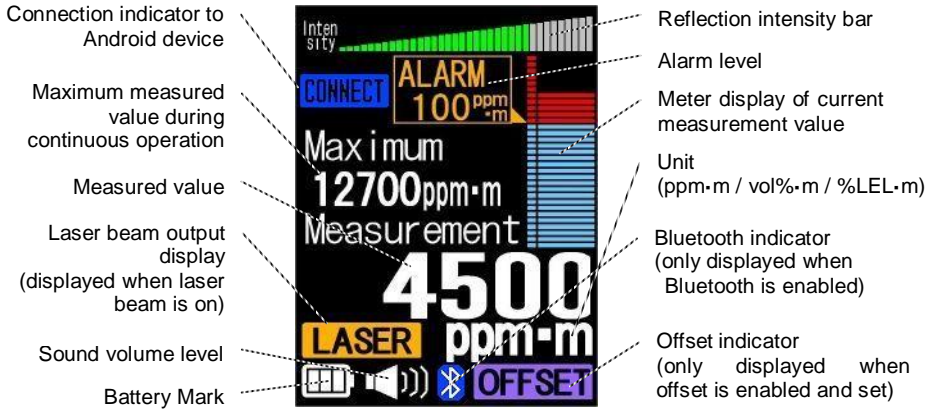 Connection indicator to
Android device
Maximum measured
value during
continuous operation
Measured value
Laser beam output
display
(displayed when laser
beam is on)
Sound volume level
Battery Mark
Inten
sity
CONNECT
ALARM
100 ppm
·m
Maximum
12700ppm·m
Measurement
4500
ppm·m
LASER
OFFSET
Reflection intensity bar
Alarm level
Meter display of current
measurement value
Unit
(ppm·m / vol%·m / %LEL·m)
Bluetooth indicator
(only displayed when
Bluetooth is enabled)
Offset indicator
(only displayed when
offset is enabled and set)